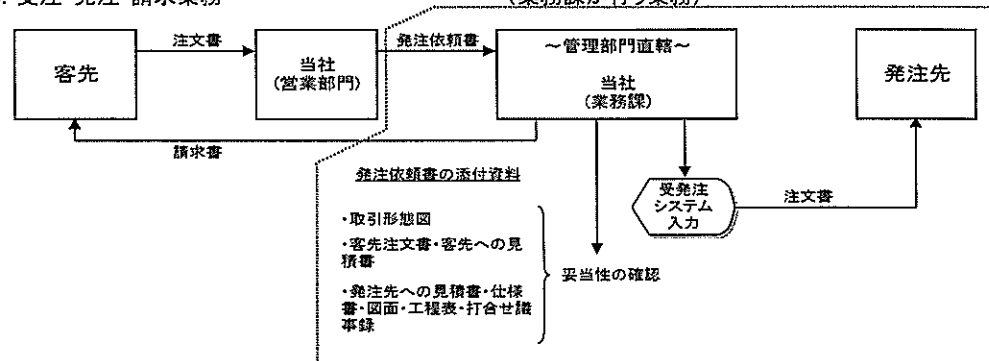 受注・発注・請求業務
(業務課が行う業務)
客先
注文書
当社
(営業部門)
発注依頼書
～管理部門直轄～
当社
(業務課)
発注先
請求書
発注依頼書の添付資料
・取引形態図
・客先注文書・客先への見
積書
・発注先への見積書・仕様
書・図面・工程表・打合せ議
事録
妥当性の確認
受発注
システム
入力
注文書